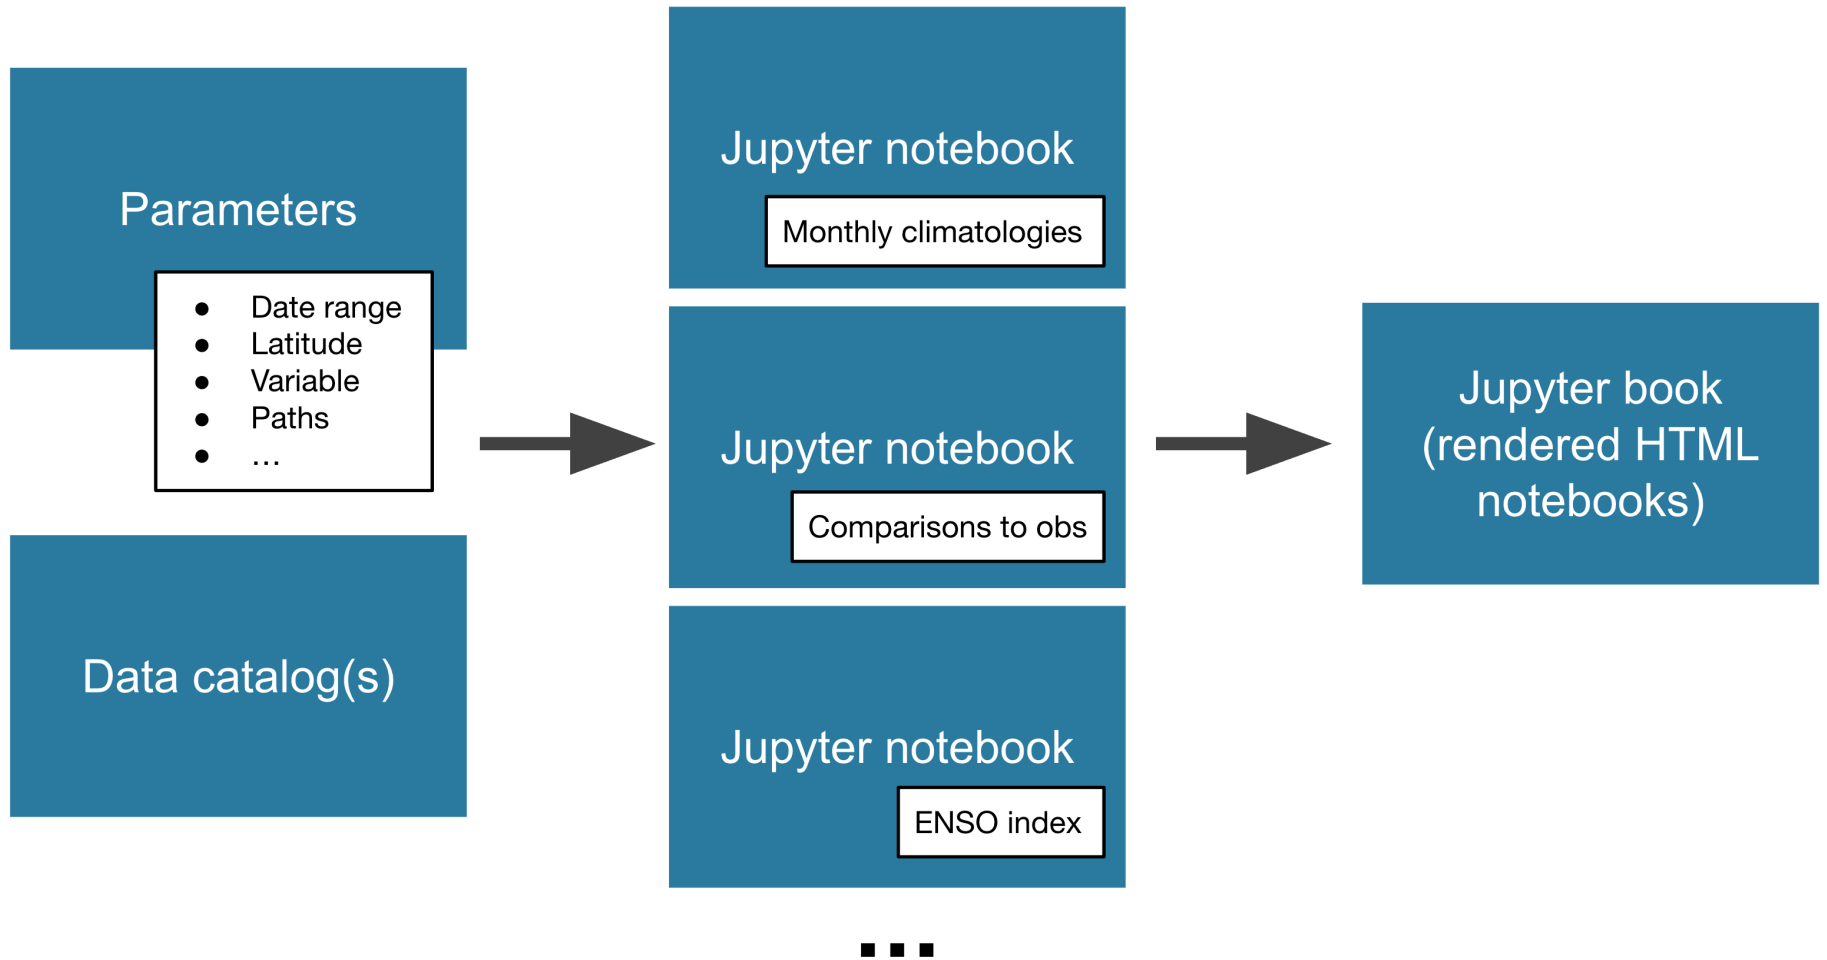 Parameters
● Date range
● Latitude
● Variable
● Paths
● ...
Data catalog(s)
Jupyter notebook
Monthly climatologies
Jupyter notebook
Comparisons to obs
Jupyter notebook
ENSO index
...
Jupyter book
(rendered HTML
notebooks)